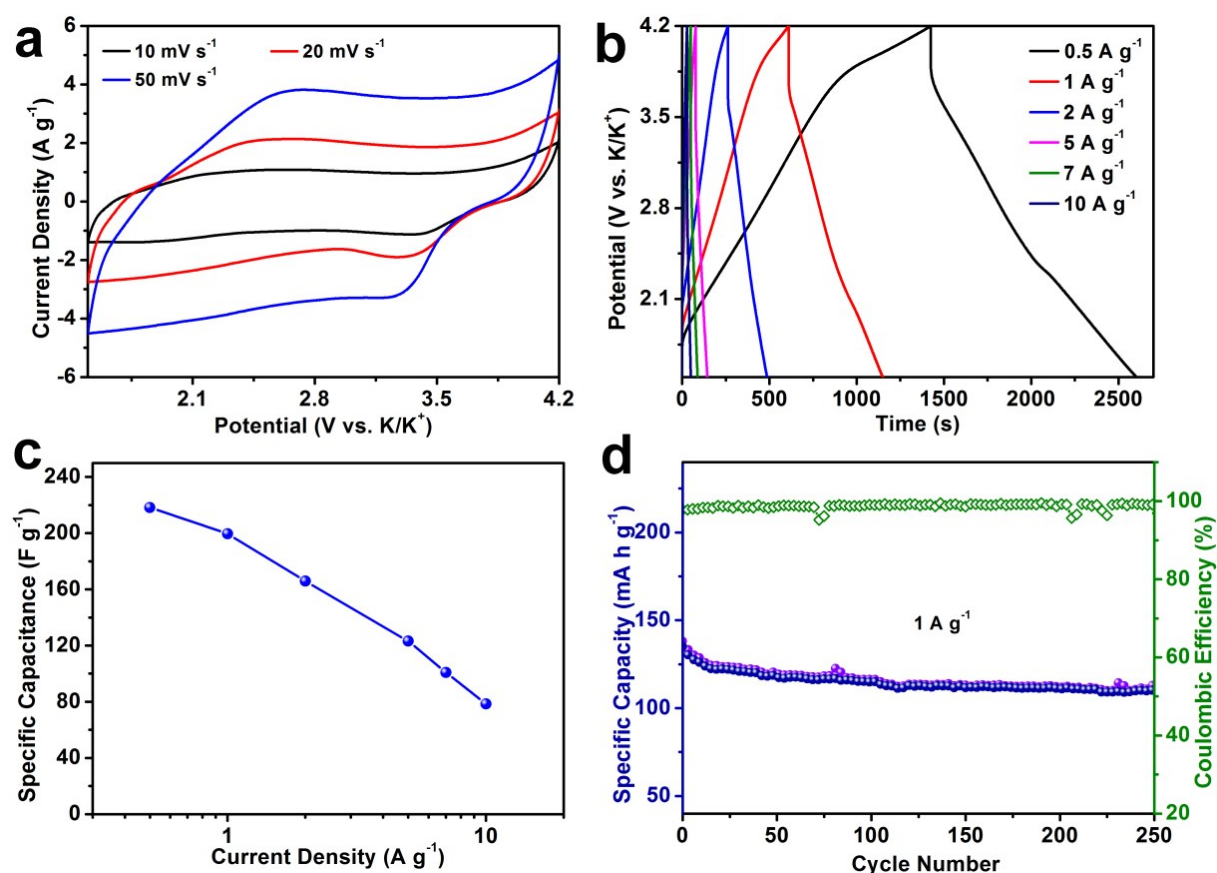 a
10 mV s⁻¹
20 mV s⁻¹
50 mV s⁻¹
Current Density (A g⁻¹)
6
4
2
0
-2
-4
-6
2.1
2.8
3.5
4.2
Potential (V vs. K/K⁺)
b
0.5 A g⁻¹
1 A g⁻¹
2 A g⁻¹
5 A g⁻¹
7 A g⁻¹
10 A g⁻¹
Potential (V vs. K/K⁺)
4.2
3.5
2.8
2.1
0
500
1000
1500
2000
2500
Time (s)
c
Specific Capacitance (F g⁻¹)
240
200
160
120
80
40
0
1
10
Current Density (A g⁻¹)
d
Specific Capacity (mA h g⁻¹)
200
150
100
50
1 A g⁻¹
100
80
60
40
20
Coulombic Efficiency (%)
0
50
100
150
200
250
Cycle Number